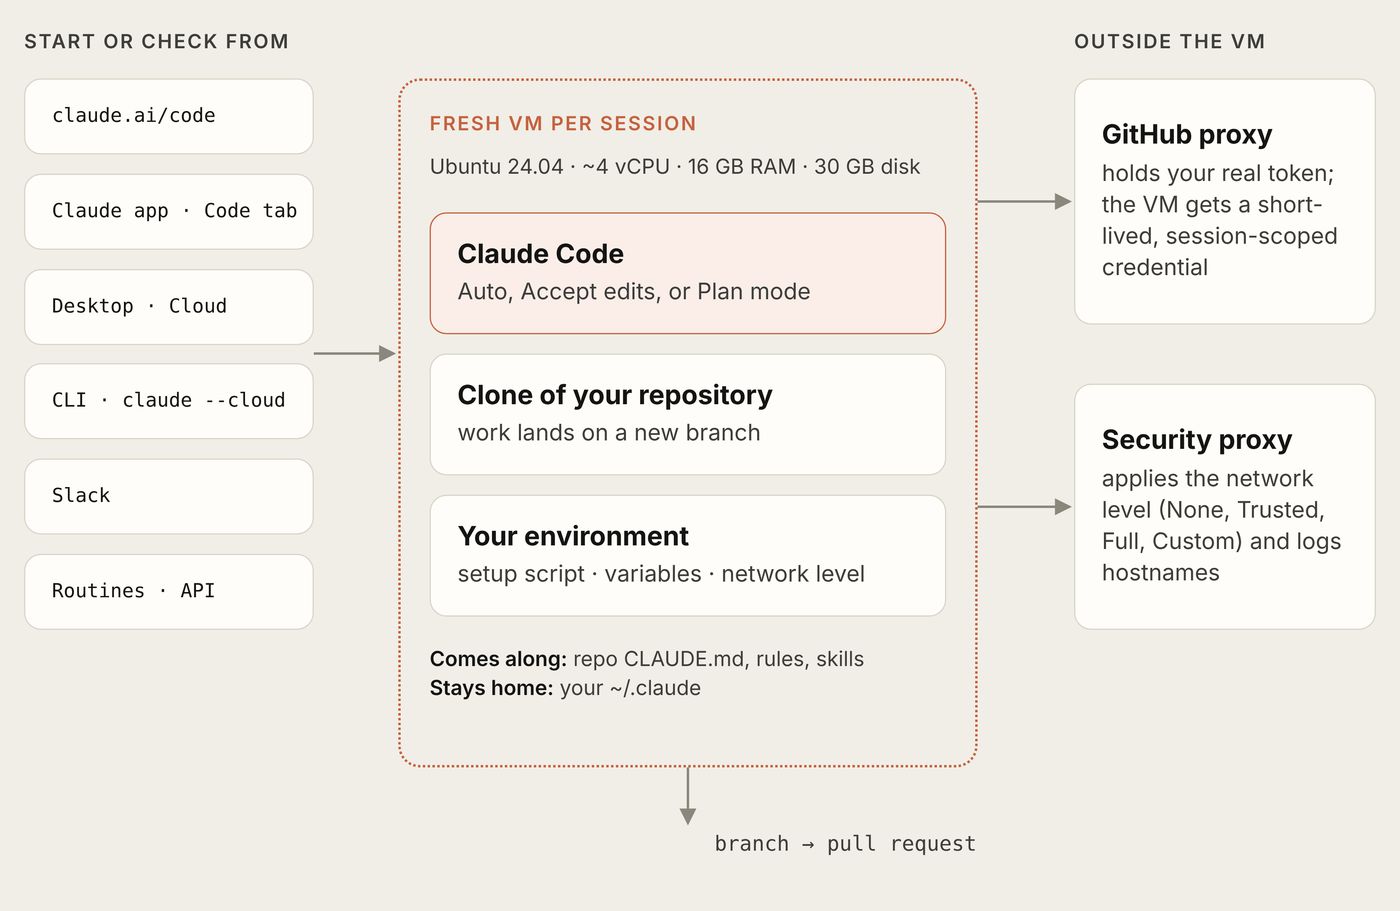 START OR CHECK FROM
claude.ai/code
Claude app · Code tab
Desktop · Cloud
CLI · claude --cloud
Slack
Routines · API
FRESH VM PER SESSION
Ubuntu 24.04 · ~4 vCPU · 16 GB RAM · 30 GB disk
Claude Code
Auto, Accept edits, or Plan mode
Clone of your repository
work lands on a new branch
Your environment
setup script · variables · network level
Comes along: repo CLAUDE.md, rules, skills
Stays home: your ~/.claude
branch → pull request
OUTSIDE THE VM
GitHub proxy
holds your real token;
the VM gets a short-
lived, session-scoped
credential
Security proxy
applies the network
level (None, Trusted,
Full, Custom) and logs
hostnames